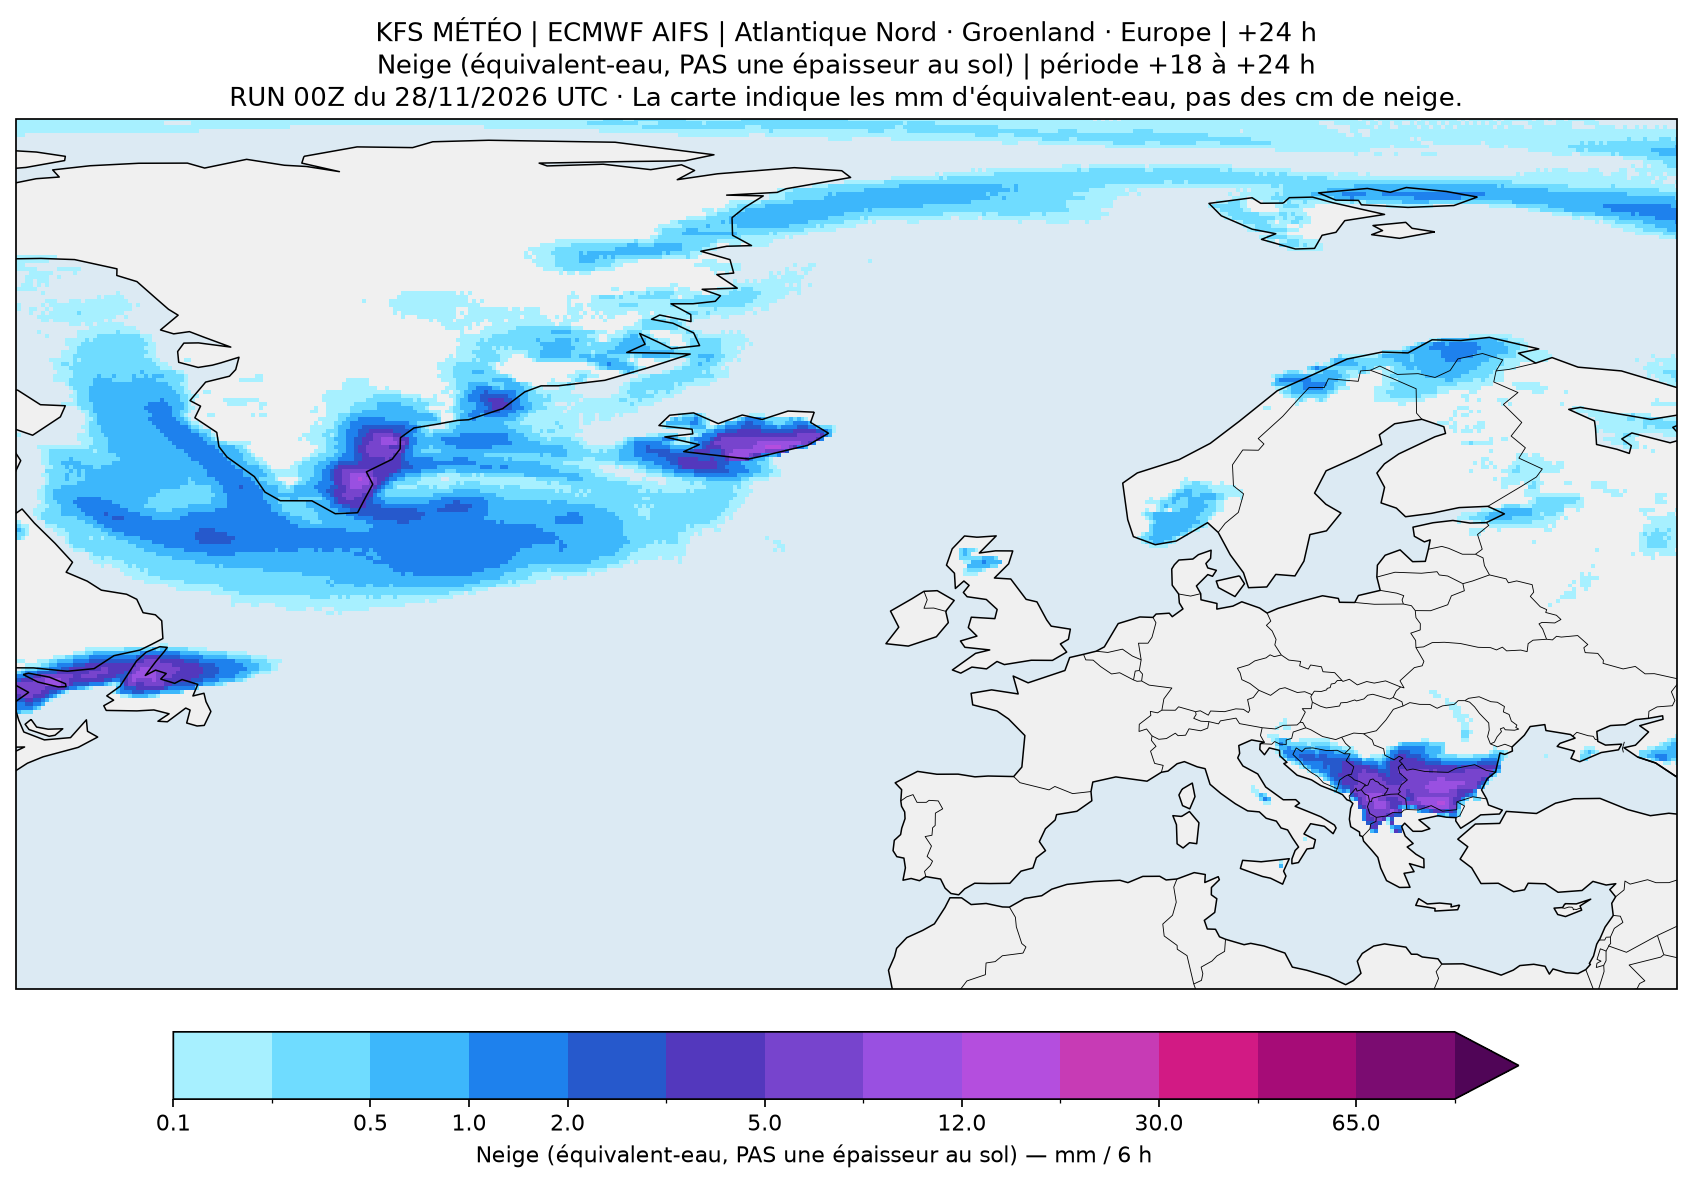 KFS MÉTÉO | ECMWF AIFS | Atlantique Nord · Groenland · Europe | +24 h
Neige (équivalent-eau, PAS une épaisseur au sol) | période +18 à +24 h
RUN 00Z du 28/11/2026 UTC · La carte indique les mm d'équivalent-eau, pas des cm de neige.
0.1 0.5 1.0 2.0 5.0 12.0 30.0 65.0
Neige (équivalent-eau, PAS une épaisseur au sol) — mm / 6 h